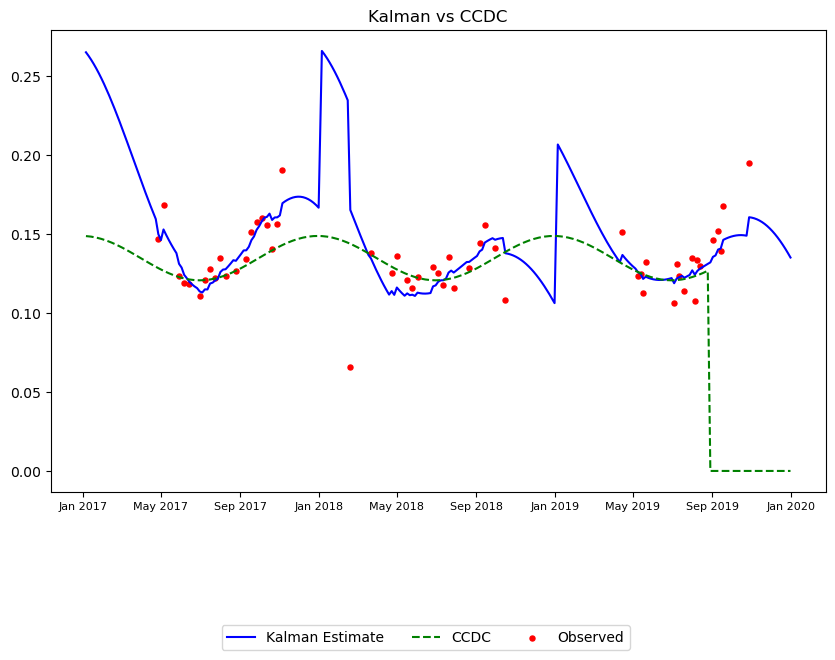 Kalman vs CCDC
0.25
0.20
0.15
0.10
0.05
0.00
Jan 2017 May 2017 Sep 2017 Jan 2018 May 2018 Sep 2018 Jan 2019 May 2019 Sep 2019 Jan 2020
Kalman Estimate CCDC Observed